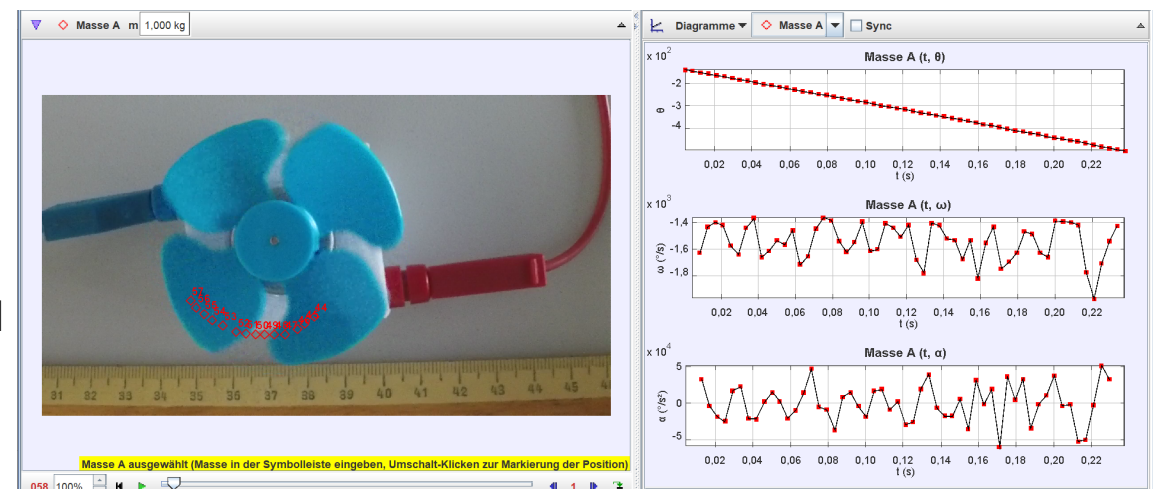 Masse A m 1,000 kg
31 32 33 34 35 36 37 38 39 40 41 42 43 44 45
Masse A ausgewählt (Masse in der Symbolleiste eingeben, Umschalt-Klicken zur Markierung der Position)
058 100% 1
Diagramme Masse A Sync
x 10² Masse A (t, θ)
-2
-3
-4
θ
0,02 0,04 0,06 0,08 0,10 0,12 0,14 0,16 0,18 0,20 0,22
t (s)
x 10³ Masse A (t, ω)
-1.4
-1.6
-1.8
ω (°/s)
0,02 0,04 0,06 0,08 0,10 0,12 0,14 0,16 0,18 0,20 0,22
t (s)
x 10⁴ Masse A (t, α)
5
0
-5
α (°/s²)
0,02 0,04 0,06 0,08 0,10 0,12 0,14 0,16 0,18 0,20 0,22
t (s)